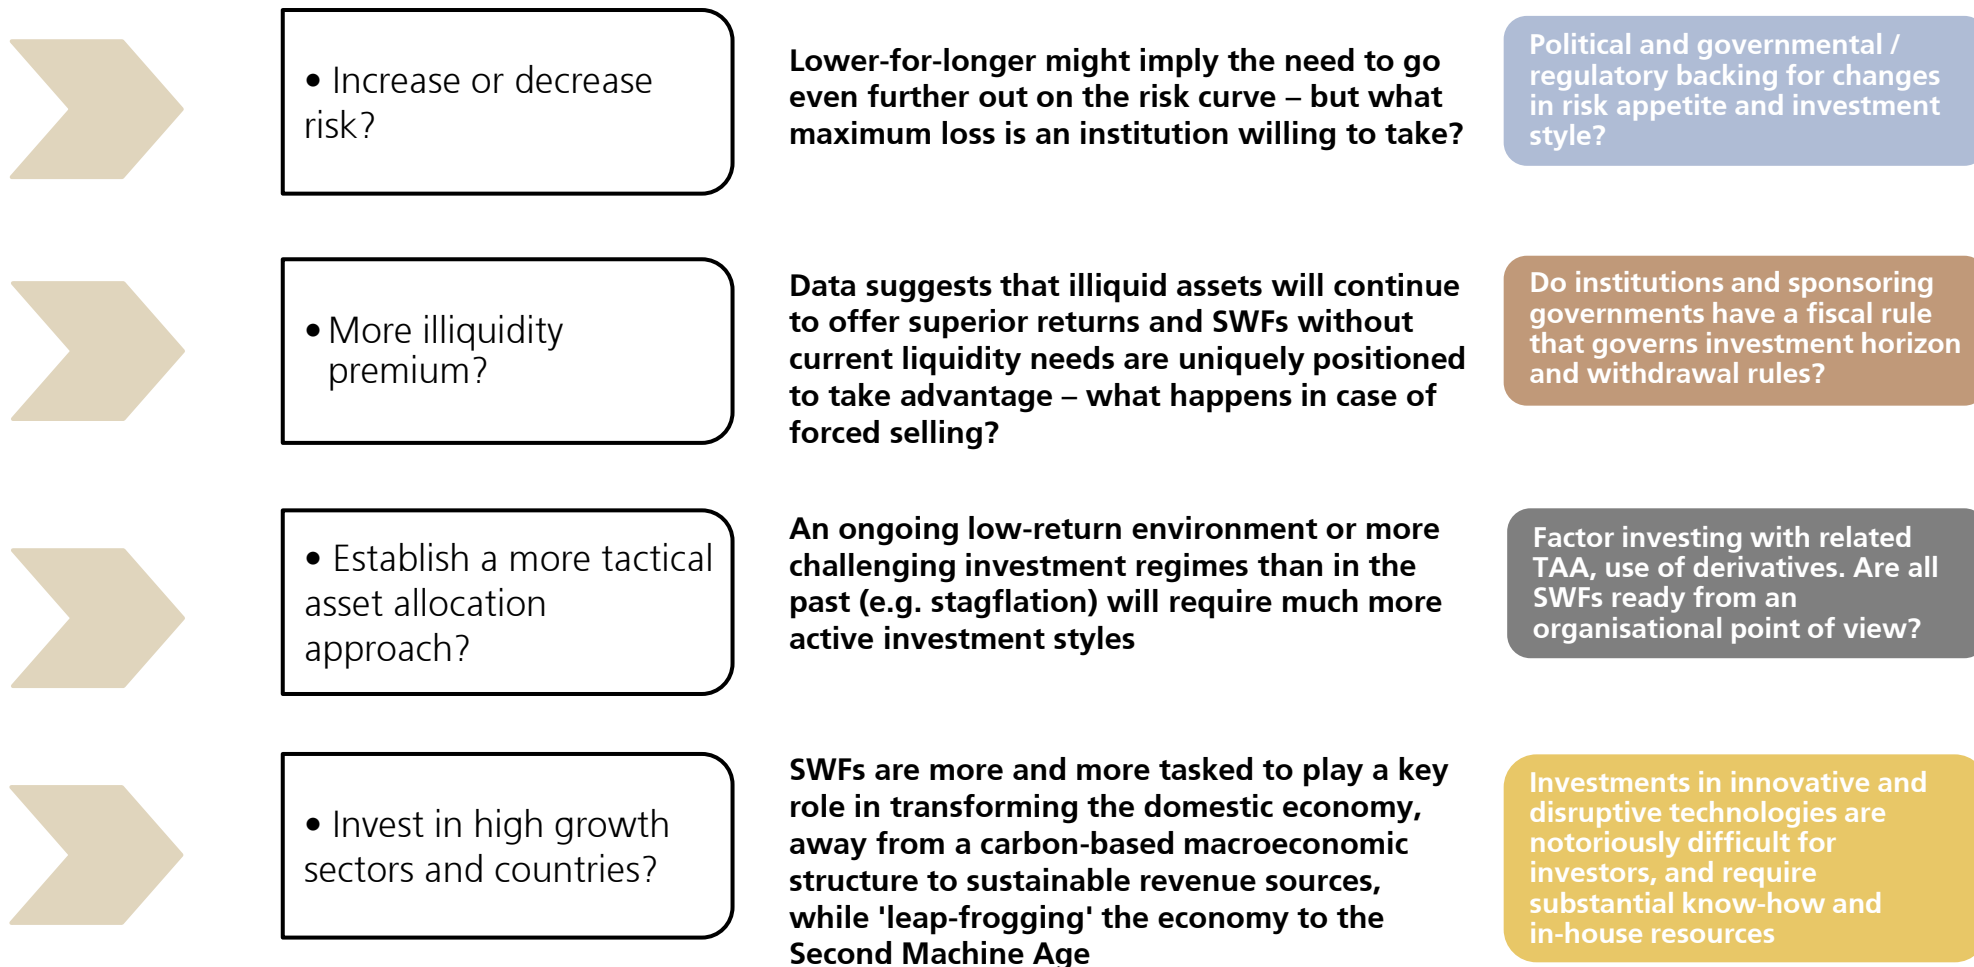 • Increase or decrease
risk?
Lower-for-longer might imply the need to go
even further out on the risk curve – but what
maximum loss is an institution willing to take?
Political and governmental /
regulatory backing for changes
in risk appetite and investment
style?
• More illiquidity
premium?
Data suggests that illiquid assets will continue
to offer superior returns and SWFs without
current liquidity needs are uniquely positioned
to take advantage – what happens in case of
forced selling?
Do institutions and sponsoring
governments have a fiscal rule
that governs investment horizon
and withdrawal rules?
• Establish a more tactical
asset allocation
approach?
An ongoing low-return environment or more
challenging investment regimes than in the
past (e.g. stagflation) will require much more
active investment styles
Factor investing with related
TAA, use of derivatives. Are all
SWFs ready from an
organisational point of view?
• Invest in high growth
sectors and countries?
SWFs are more and more tasked to play a key
role in transforming the domestic economy,
away from a carbon-based macroeconomic
structure to sustainable revenue sources,
while 'leap-frogging' the economy to the
Second Machine Age
Investments in innovative and
disruptive technologies are
notoriously difficult for
investors, and require
substantial know-how and
in-house resources